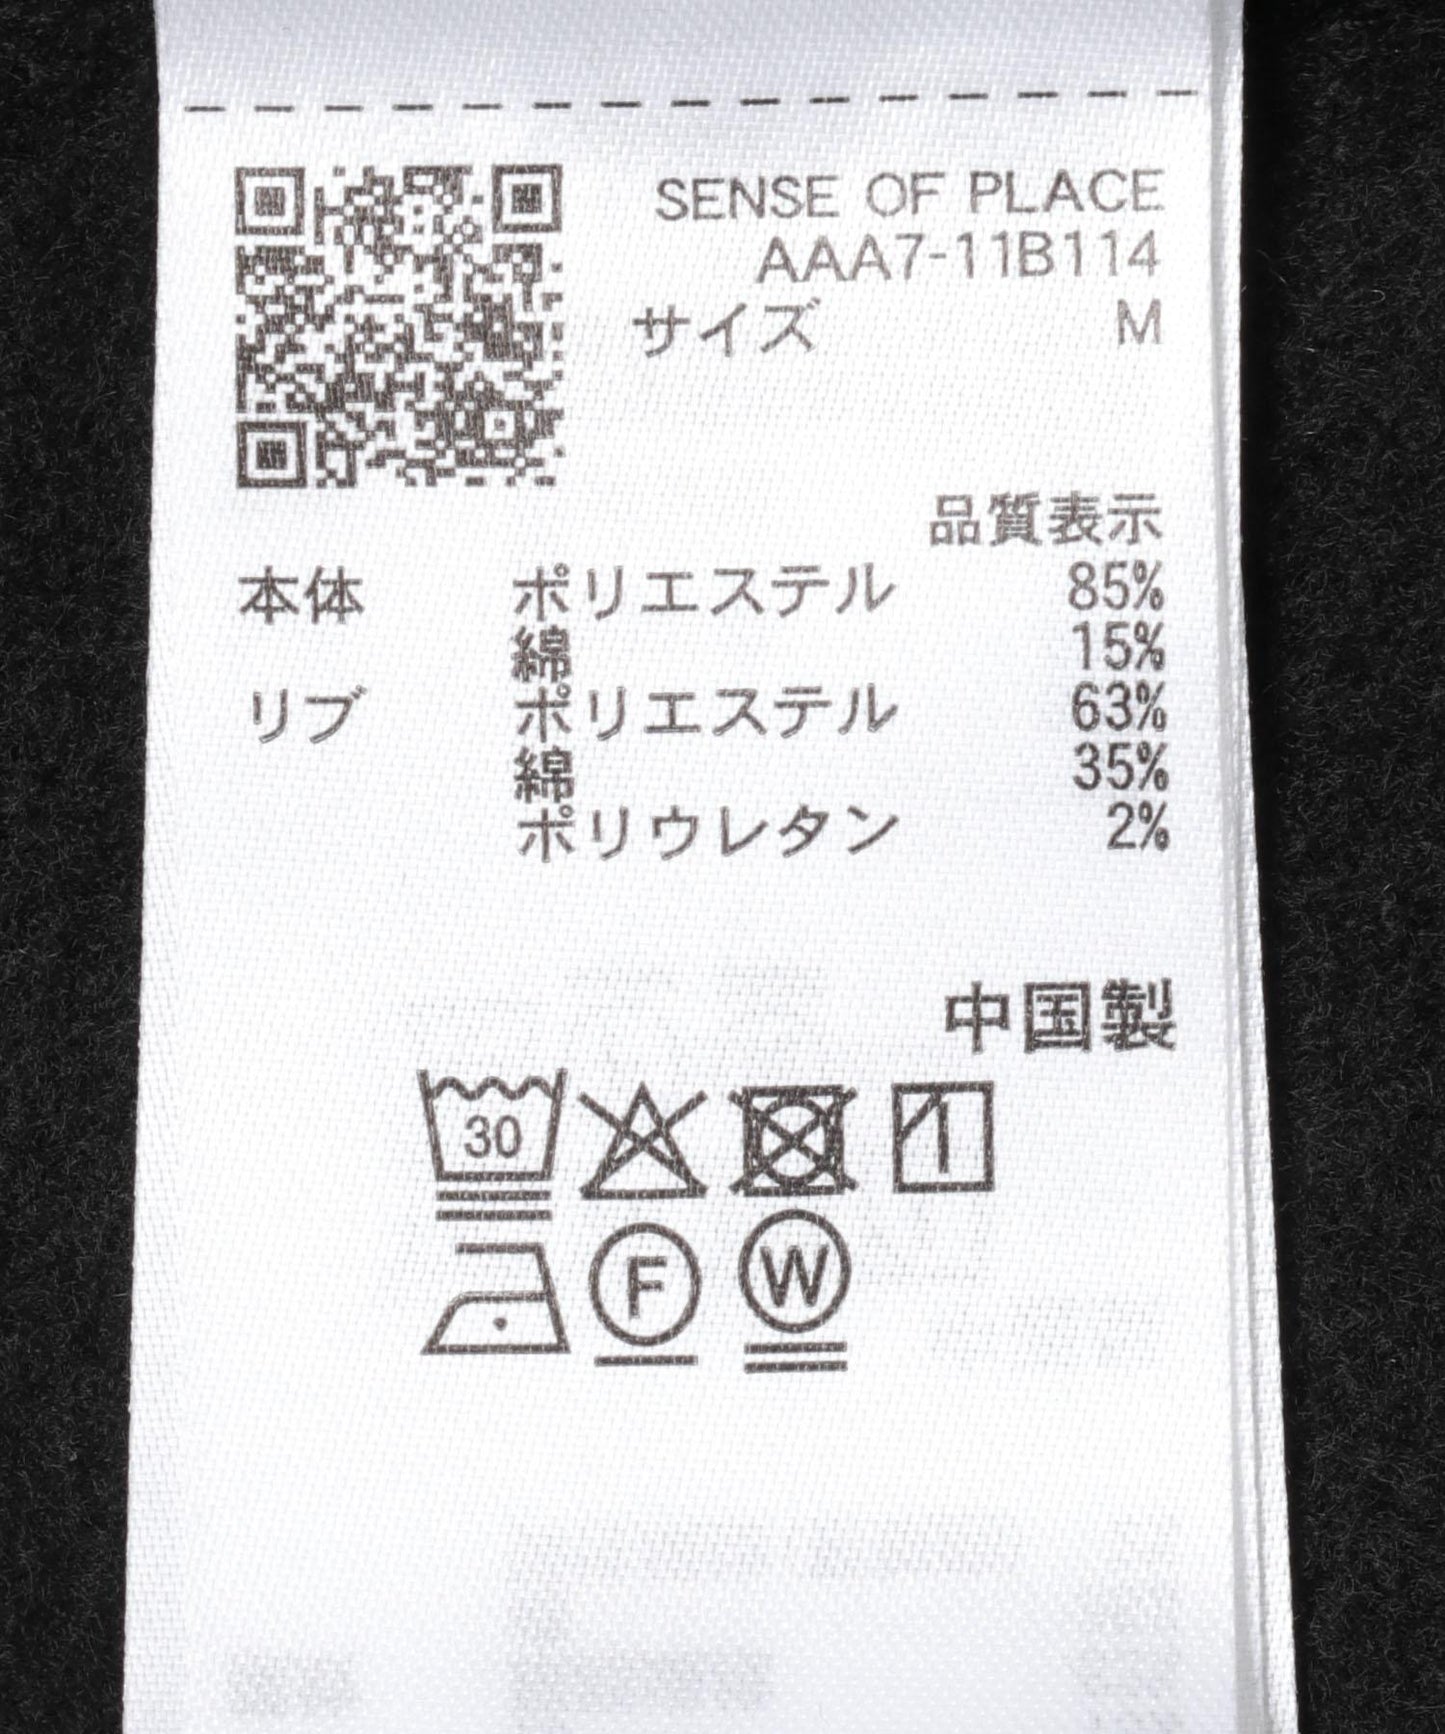 SENSE OF PLACE
AAA7-11B114
サイズ M
品質表示
本体 ポリエステル 85%
綿 15%
リブ ポリエステル 63%
綿 35%
ポリウレタン 2%
中国製
30
F W